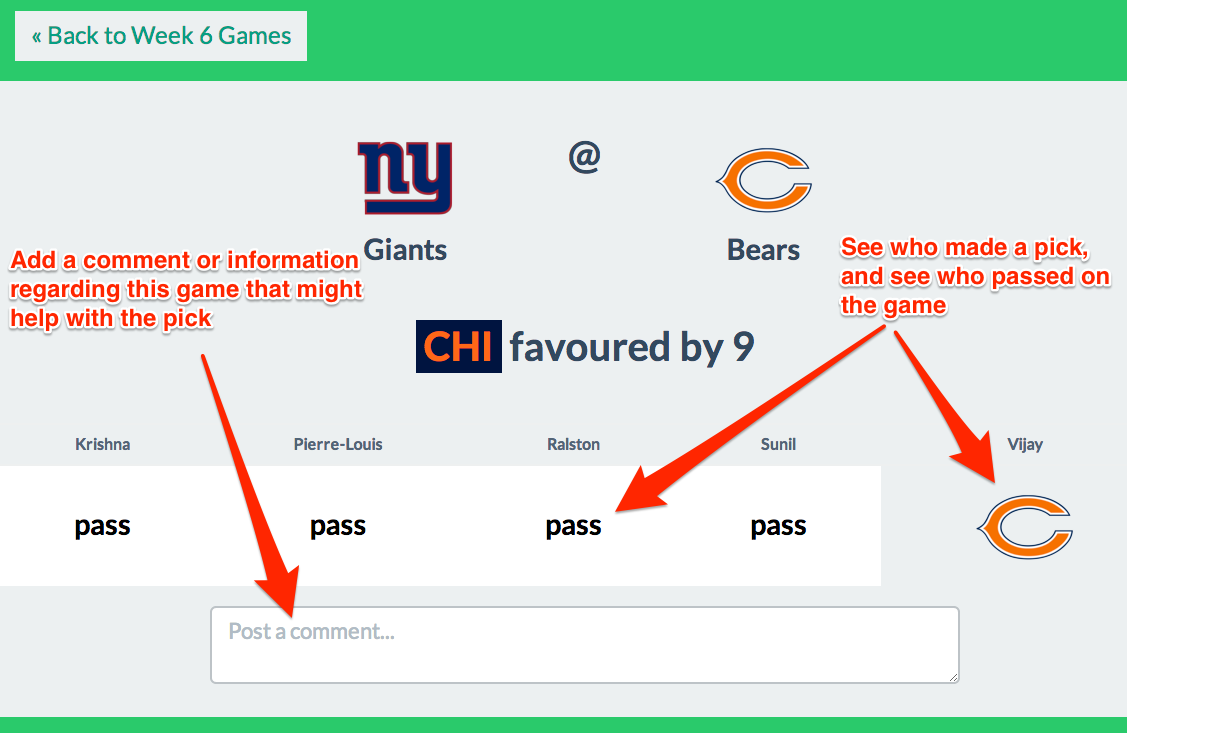 « Back to Week 6 Games
ny
@
Giants
Bears
Add a comment or information
regarding this game that might
help with the pick
See who made a pick,
and see who passed on
the game
CHI favoured by 9
Krishna
Pierre-Louis
Ralston
Sunil
Vijay
pass
pass
pass
pass
C
C
Post a comment...